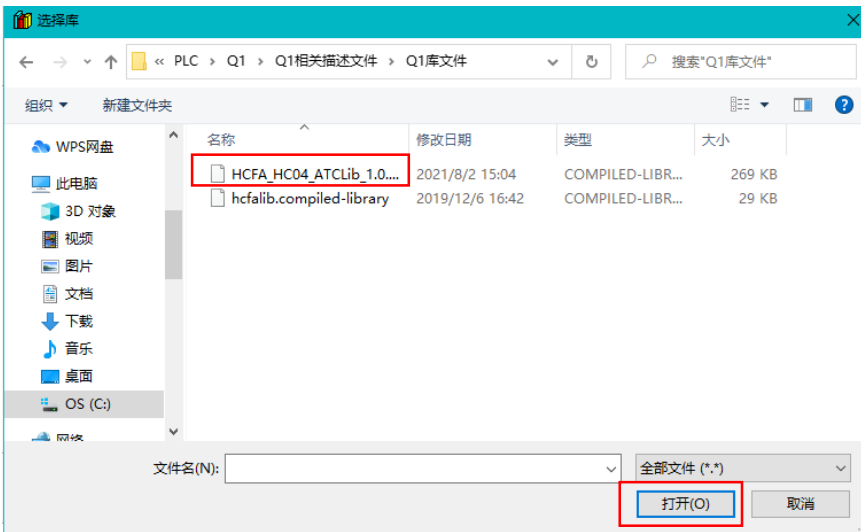 选择库
« PLC › Q1 › Q1相关描述文件 › Q1库文件
搜索"Q1库文件"
组织 新建文件夹
名称 修改日期 类型 大小
HCFA_HC04_ATCLib_1.0.... 2021/8/2 15:04 COMPILED-LIBR... 269 KB
hcfalib.compiled-library 2019/12/6 16:42 COMPILED-LIBR... 29 KB
WPS网盘
此电脑
3D 对象
视频
图片
文档
下载
音乐
桌面
OS (C:)
网络
文件名(N):
全部文件 (*.*)
打开(O) 取消